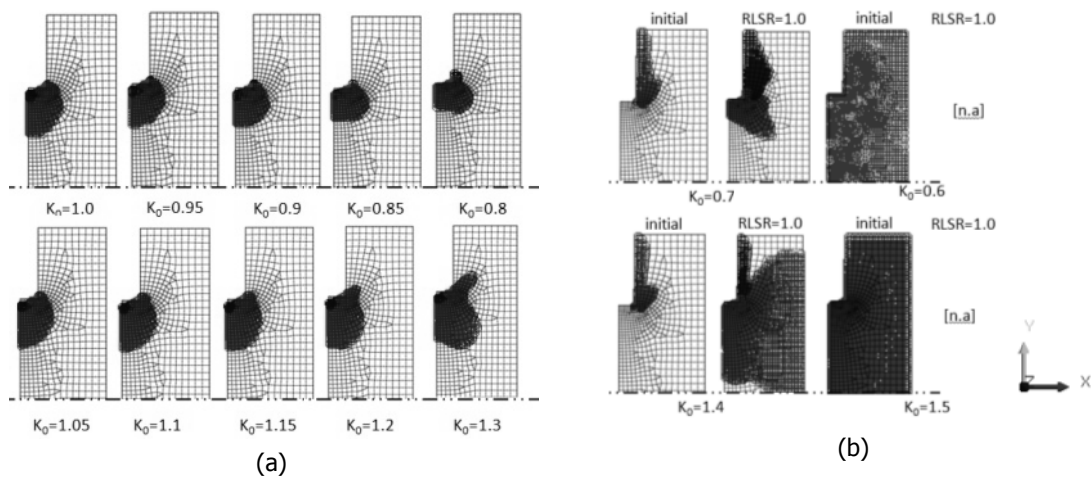 K₀=1.0 K₀=0.95 K₀=0.9 K₀=0.85 K₀=0.8
K₀=1.05 K₀=1.1 K₀=1.15 K₀=1.2 K₀=1.3
(a)
initial RLSR=1.0 initial RLSR=1.0
[n.a]
K₀=0.7 K₀=0.6
initial RLSR=1.0 initial RLSR=1.0
[n.a]
K₀=1.4 K₀=1.5
Y
Z X
(b)